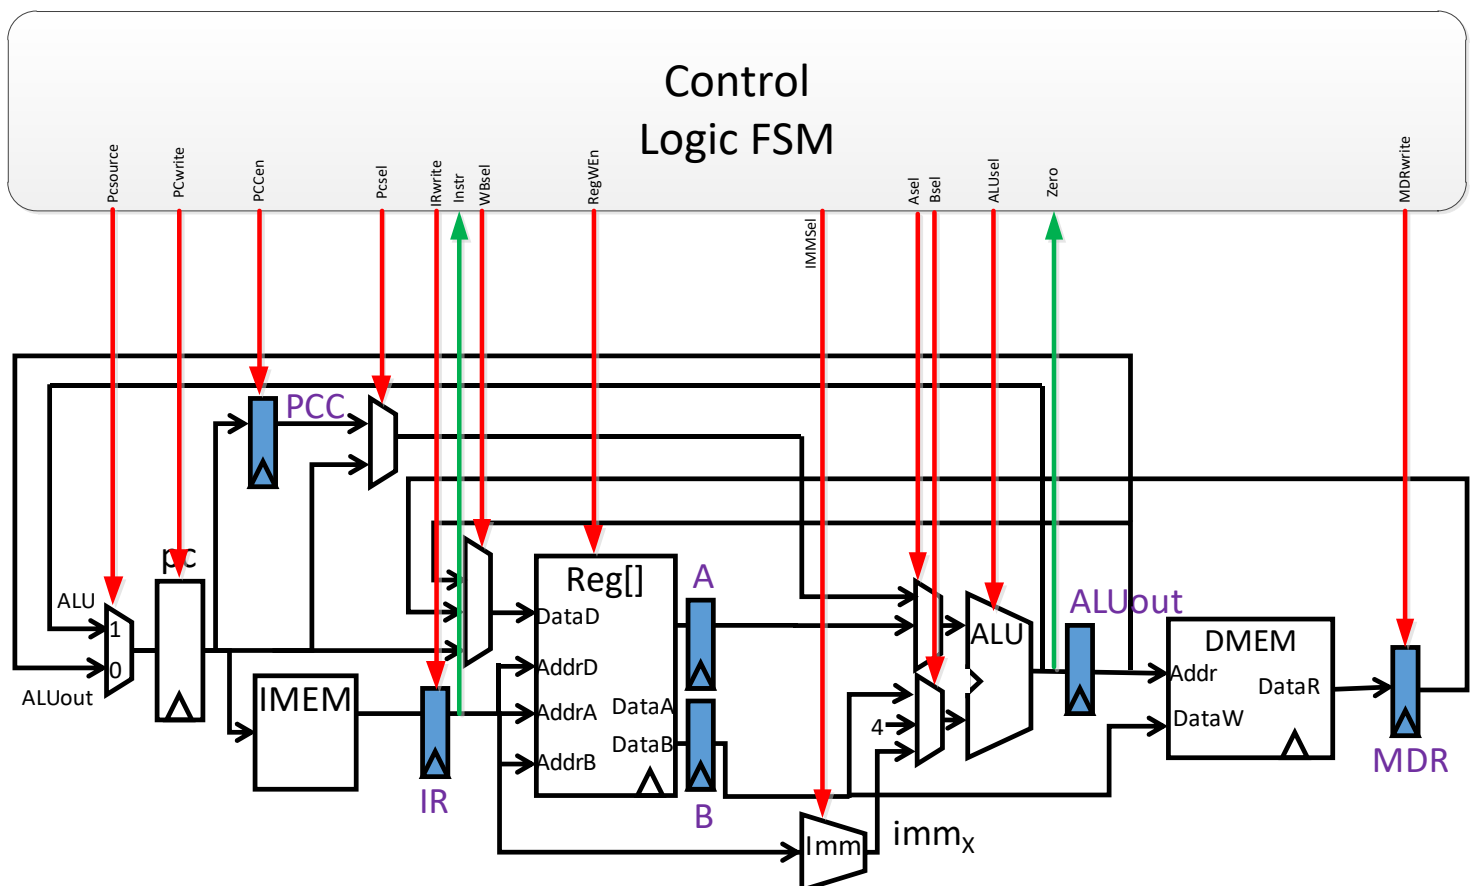 Control
Logic FSM
Pcsource
PCwrite
PCCen
Pcsel
IRwrite
Instr
WBsel
RegWEn
IMMSel
Asel
Bsel
ALUsel
Zero
MDRwrite
PCC
pc
Reg[]
A
ALUout
DMEM
ALU
1
0
ALUout
DataD
AddrD
AddrA
AddrB
DataA
DataB
ALU
Addr
DataR
DataW
IMEM
4
IR
B
MDR
Imm
immX